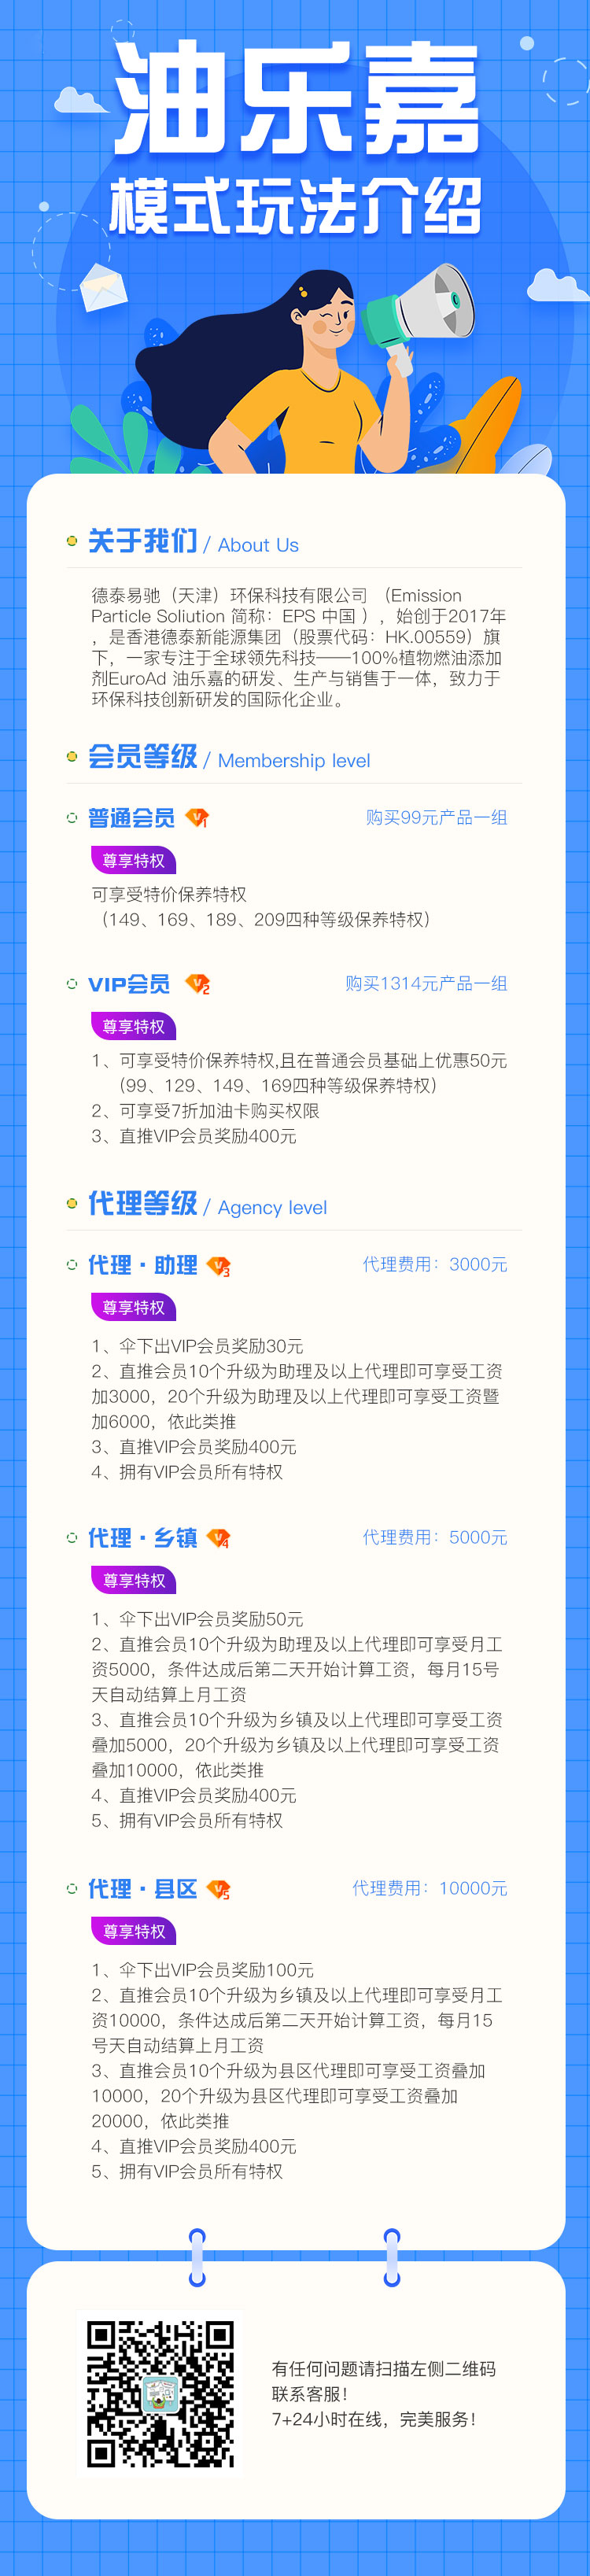 油乐嘉
模式玩法介绍
关于我们 / About Us
德泰易驰（天津）环保科技有限公司 （Emission
Particle Soliution 简称：EPS 中国 ），始创于2017年
，是香港德泰新能源集团（股票代码：HK.00559）旗
下，一家专注于全球领先科技——100%植物燃油添加
剂EuroAd 油乐嘉的研发、生产与销售于一体，致力于
环保科技创新研发的国际化企业。
会员等级 / Membership level
普通会员 V1 购买99元产品一组
尊享特权
可享受特价保养特权
（149、169、189、209四种等级保养特权）
VIP会员 V2 购买1314元产品一组
尊享特权
1、可享受特价保养特权,且在普通会员基础上优惠50元
（99、129、149、169四种等级保养特权）
2、可享受7折加油卡购买权限
3、直推VIP会员奖励400元
代理等级 / Agency level
代理·助理 V3 代理费用：3000元
尊享特权
1、伞下出VIP会员奖励30元
2、直推会员10个升级为助理及以上代理即可享受工资
加3000，20个升级为助理及以上代理即可享受工资暨
加6000，依此类推
3、直推VIP会员奖励400元
4、拥有VIP会员所有特权
代理·乡镇 V4 代理费用：5000元
尊享特权
1、伞下出VIP会员奖励50元
2、直推会员10个升级为助理及以上代理即可享受月工
资5000，条件达成后第二天开始计算工资，每月15号
天自动结算上月工资
3、直推会员10个升级为乡镇及以上代理即可享受工资
叠加5000，20个升级为乡镇及以上代理即可享受工资
叠加10000，依此类推
4、直推VIP会员奖励400元
5、拥有VIP会员所有特权
代理·县区 V5 代理费用：10000元
尊享特权
1、伞下出VIP会员奖励100元
2、直推会员10个升级为乡镇及以上代理即可享受月工
资10000，条件达成后第二天开始计算工资，每月15
号天自动结算上月工资
3、直推会员10个升级为县区代理即可享受工资叠加
10000，20个升级为县区代理即可享受工资叠加
20000，依此类推
4、直推VIP会员奖励400元
5、拥有VIP会员所有特权
有任何问题请扫描左侧二维码
联系客服！
7+24小时在线，完美服务！